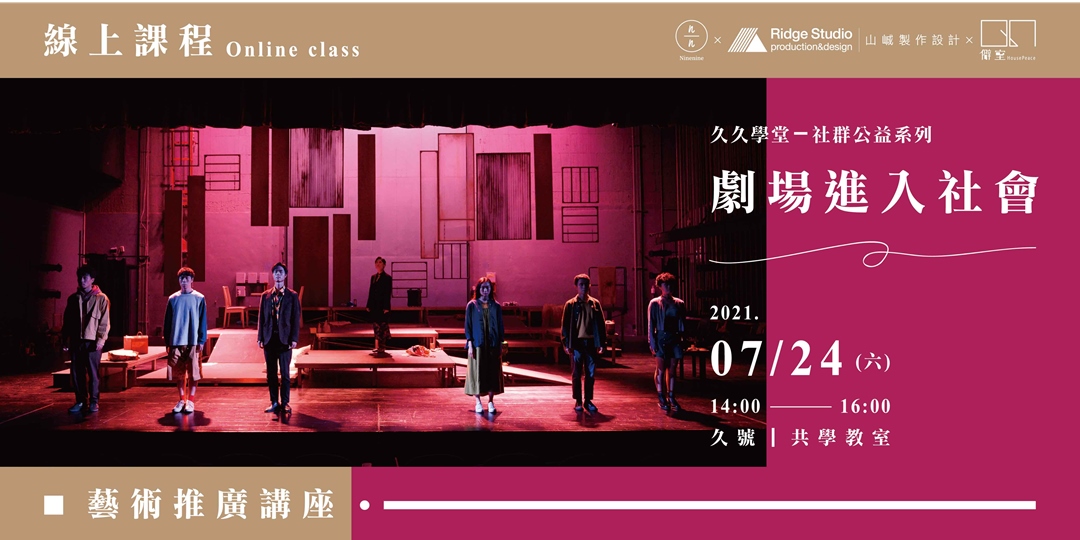 線上課程 Online class
九 九
Ninenine
×
Ridge Studio
production&design
山峸製作設計 ×
僻室 HousePeace
久久學堂－社群公益系列
劇場進入社會
2021.
07/24 (六)
14:00 —— 16:00
久號｜共學教室
藝術推廣講座